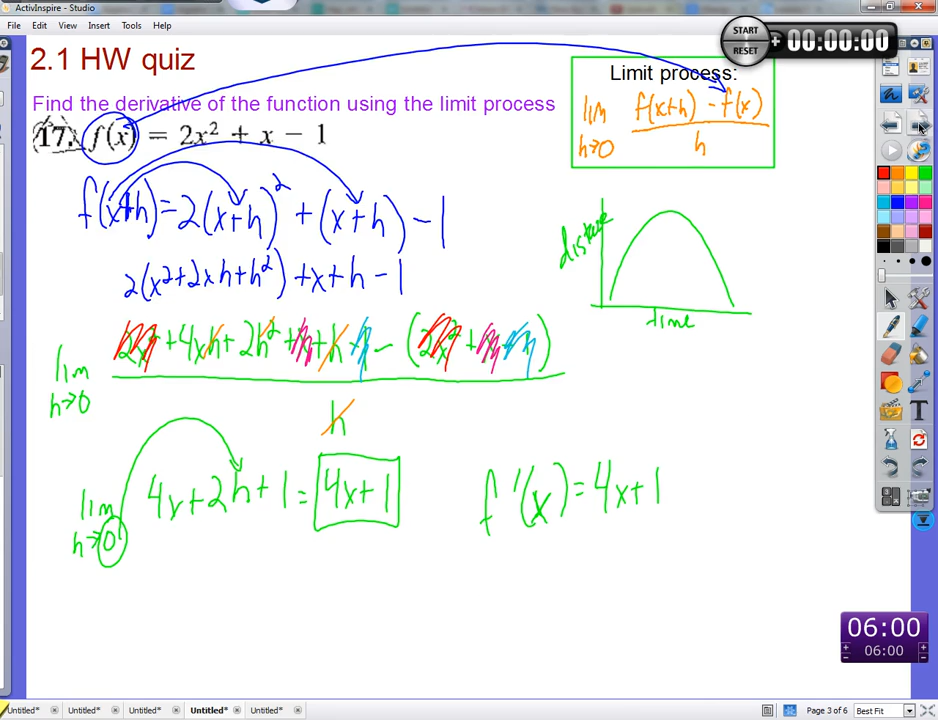 ActivInspire - Studio
File Edit View Insert Tools Help
START
RESET
+ 00:00:00
2.1 HW quiz
Limit process:
lim h→0 f(x+h) - f(x) / h
Find the derivative of the function using the limit process
17. f(x) = 2x² + x − 1
f(x+h) = 2(x+h)² + (x+h) - 1
2(x²+2xh+h²) + x + h - 1
distance
time
lim h→0 2x² + 4xh + 2h² + x + h - 1 - (2x² + x - 1) / h
lim h→0 4x + 2h + 1 = 4x+1
f'(x) = 4x+1
06:00
06:00
Untitled* Untitled* Untitled* Untitled* Untitled*
Page 3 of 6
Best Fit